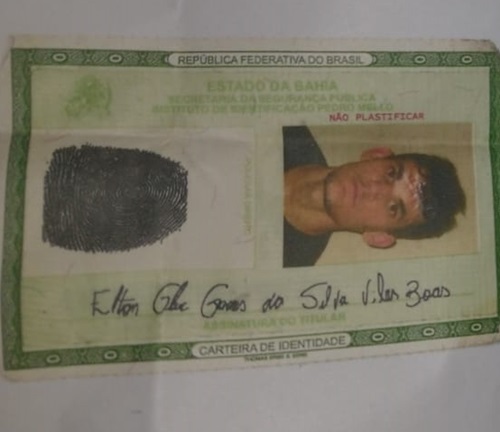 REPÚBLICA FEDERATIVA DO BRASIL
ESTADO DA BAHIA
SECRETARIA DA SEGURANÇA PÚBLICA
INSTITUTO DE IDENTIFICAÇÃO PEDRO MELLO
NÃO PLASTIFICAR
Elton Gomes da Silva Vilas Boas
ASSINATURA DO TITULAR
CARTEIRA DE IDENTIDADE